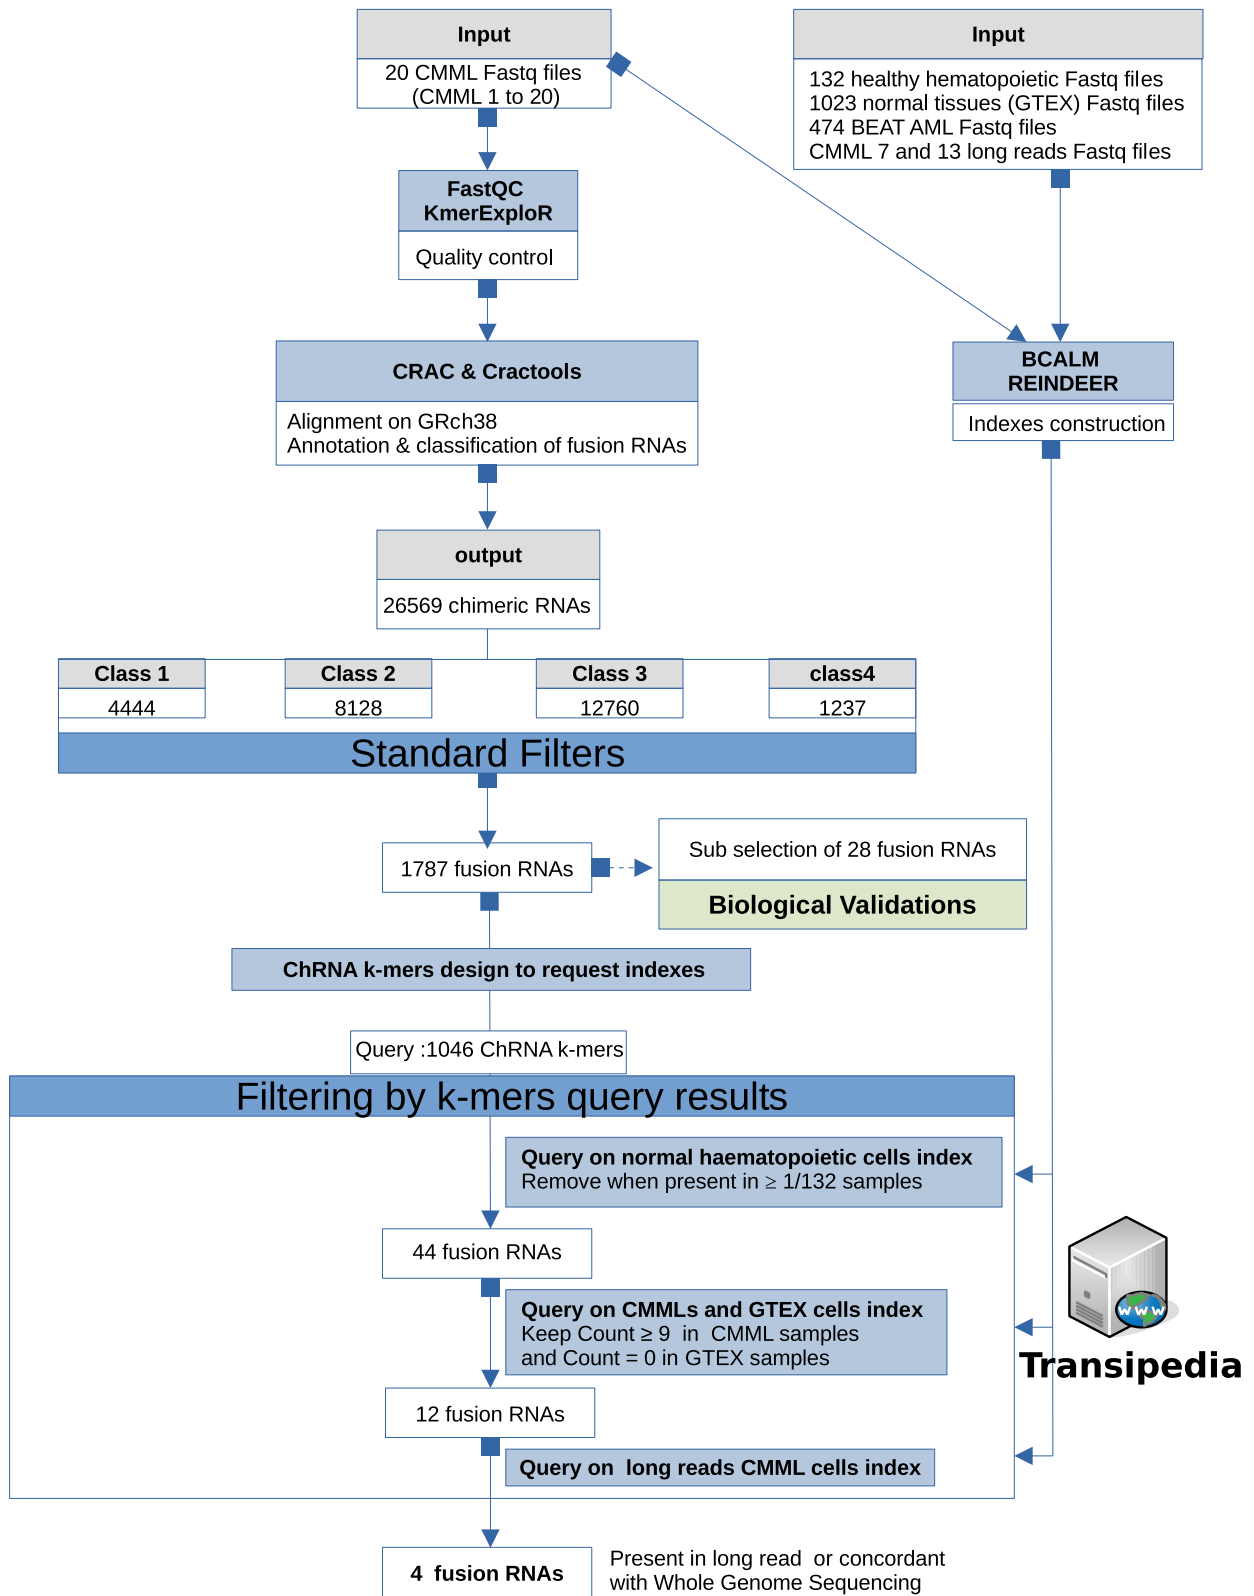 Input
20 CMML Fastq files
(CMML 1 to 20)
Input
132 healthy hematopoietic Fastq files
1023 normal tissues (GTEX) Fastq files
474 BEAT AML Fastq files
CMML 7 and 13 long reads Fastq files
FastQC
KmerExploR
Quality control
CRAC & Cractools
Alignment on GRch38
Annotation & classification of fusion RNAs
BCALM
REINDEER
Indexes construction
output
26569 chimeric RNAs
Class 1
4444
Class 2
8128
Class 3
12760
class4
1237
Standard Filters
1787 fusion RNAs
Sub selection of 28 fusion RNAs
Biological Validations
ChRNA k-mers design to request indexes
Query :1046 ChRNA k-mers
Filtering by k-mers query results
Query on normal haematopoietic cells index
Remove when present in ≥ 1/132 samples
44 fusion RNAs
Query on CMMLs and GTEX cells index
Keep Count ≥ 9 in CMML samples
and Count = 0 in GTEX samples
www
Transipedia
12 fusion RNAs
Query on long reads CMML cells index
4 fusion RNAs
Present in long read or concordant
with Whole Genome Sequencing